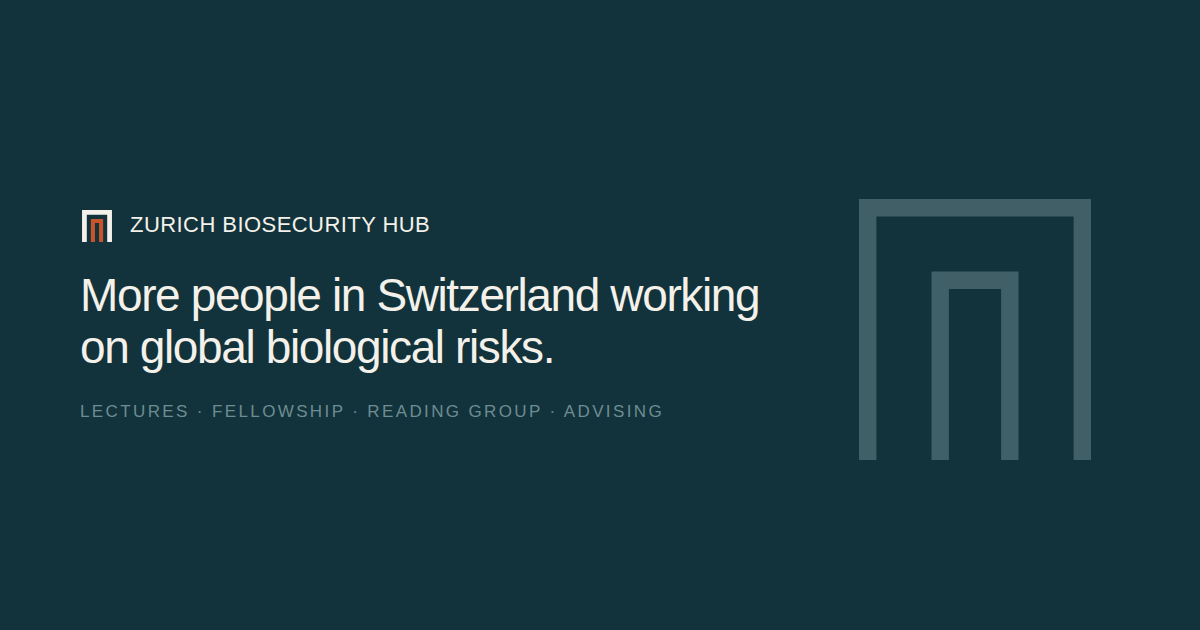 ZURICH BIOSECURITY HUB
More people in Switzerland working
on global biological risks.
LECTURES · FELLOWSHIP · READING GROUP · ADVISING